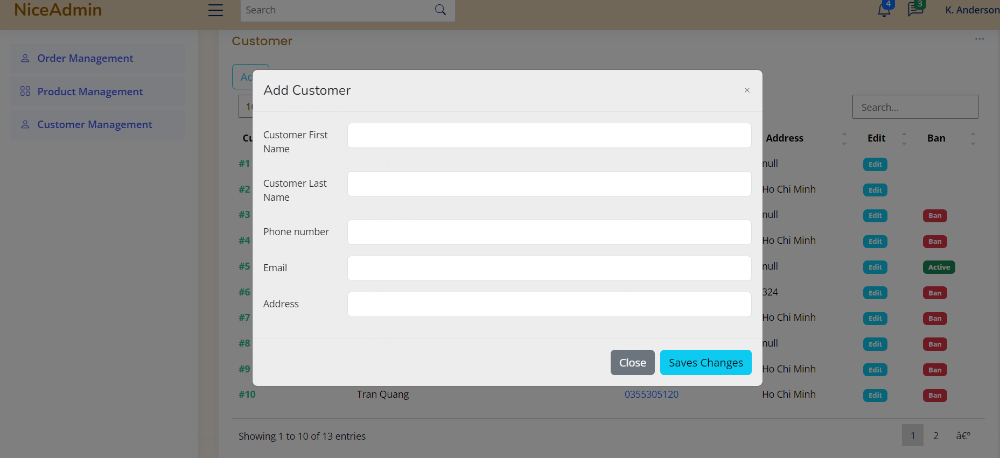 NiceAdmin
Search
4
3
K. Anderson
Order Management
Product Management
Customer Management
Customer
Add Customer
×
Search...
Customer First
Name
Customer Last
Name
Phone number
Email
Address
Close
Saves Changes
Address Edit Ban
#1 null Edit
#2 Ho Chi Minh Edit
#3 null Edit Ban
#4 Ho Chi Minh Edit Ban
#5 null Edit Active
#6 324 Edit Ban
#7 Ho Chi Minh Edit Ban
#8 null Edit Ban
#9 Ho Chi Minh Edit Ban
#10 Tran Quang 0355305120 Ho Chi Minh Edit Ban
Showing 1 to 10 of 13 entries
1 2 â€º